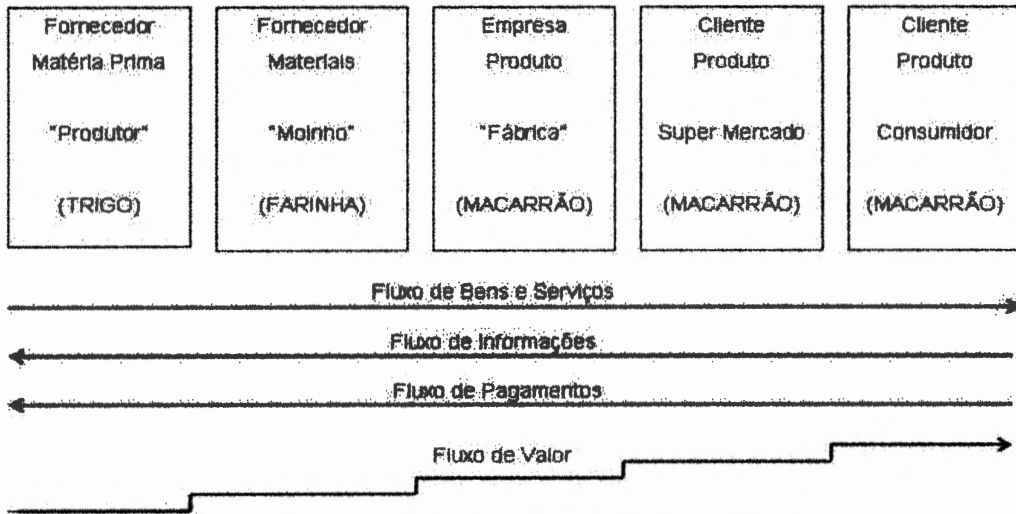 Fornecedor
Matéria Prima
"Produtor"
(TRIGO)
Fornecedor
Materiais
"Moinho"
(FARINHA)
Empresa
Produto
"Fábrica"
(MACARRÃO)
Cliente
Produto
Super Mercado
(MACARRÃO)
Cliente
Produto
Consumidor
(MACARRÃO)
Fluxo de Bens e Serviços
Fluxo de Informações
Fluxo de Pagamentos
Fluxo de Valor